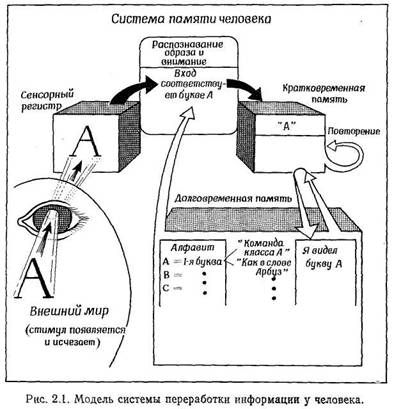 Система памяти человека
Распознавание
образа и
внимание
Вход
соответству-
ет букве А
Сенсорный
регистр
А
Кратковременная
память
"А"
Повторение
А
Внешний мир
(стимул появляется
и исчезает)
Долговременная память
Алфавит
А = 1-я буква
В =
С =
"Команда
класса А"
"Как в слове
Арбуз"
Я видел
букву А
Рис. 2.1. Модель системы переработки информации у человека.